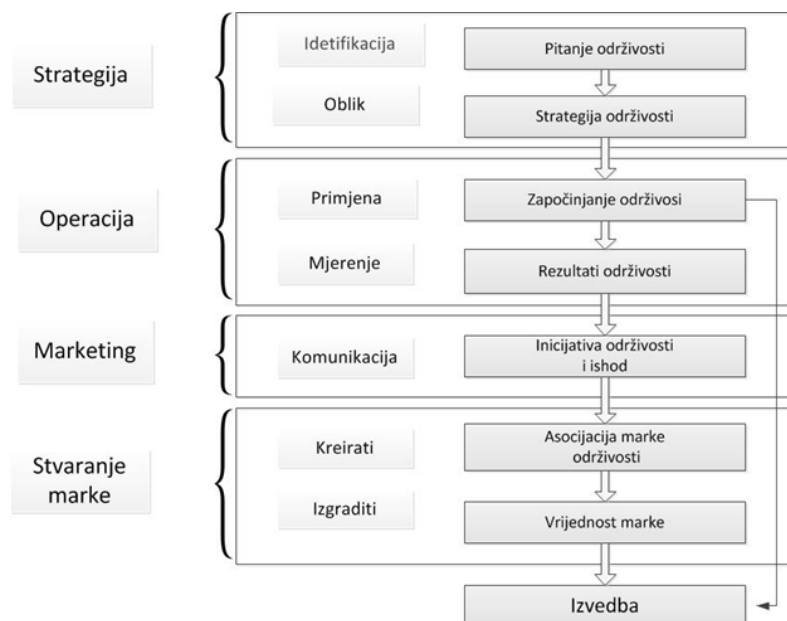 Strategija
Idetifikacija
Pitanje održivosti
Oblik
Strategija održivosti
Operacija
Primjena
Započinjanje održivosi
Mjerenje
Rezultati održivosti
Marketing
Komunikacija
Inicijativa održivosti
i ishod
Stvaranje
marke
Kreirati
Asocijacija marke
održivosti
Izgraditi
Vrijednost marke
Izvedba